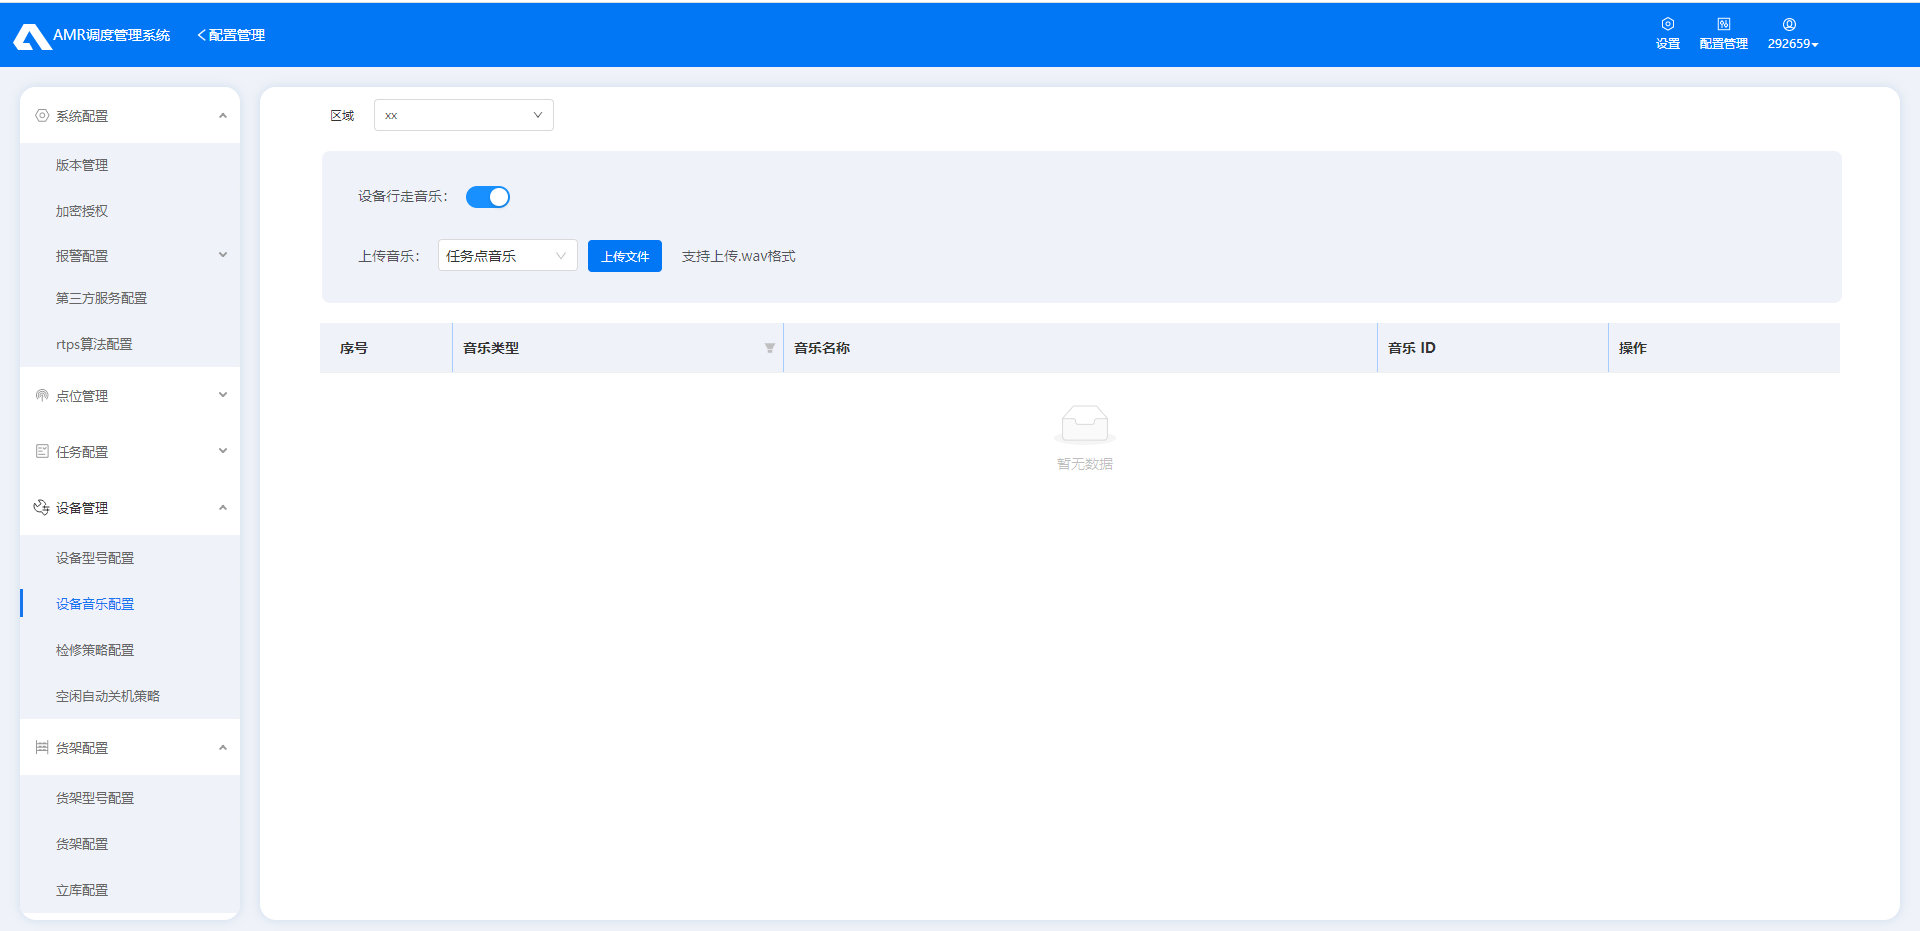 AMR调度管理系统
配置管理
设置
配置管理
292659
系统配置
版本管理
加密授权
报警配置
第三方服务配置
rtps算法配置
点位管理
任务配置
设备管理
设备型号配置
设备音乐配置
检修策略配置
空闲自动关机策略
货架配置
货架型号配置
货架配置
立库配置
区域 xx
设备行走音乐：
上传音乐： 任务点音乐 上传文件 支持上传.wav格式
序号 音乐类型 音乐名称 音乐 ID 操作
暂无数据